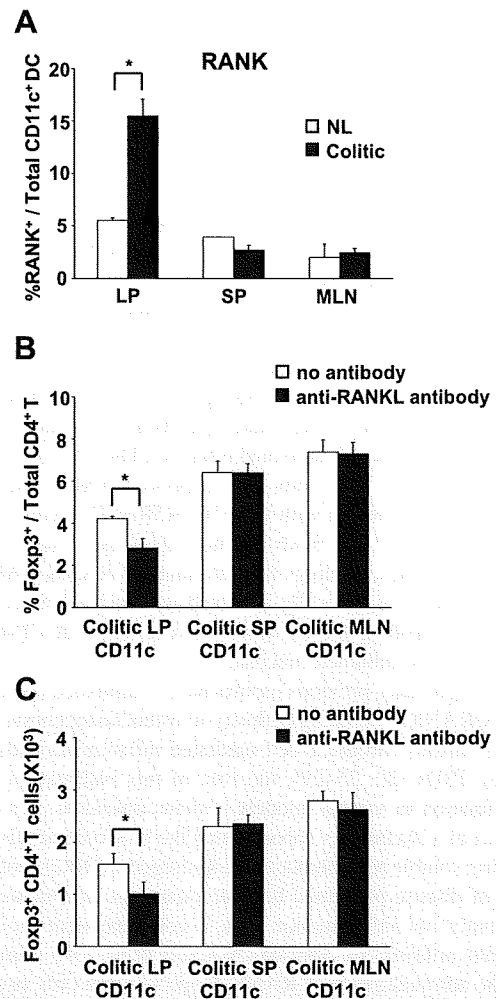 A
RANK
*
%RANK⁺ / Total CD11c⁺DC
20
15
10
5
0
NL
Colitic
LP SP MLN
B
no antibody
anti-RANKL antibody
*
% Foxp3⁺ / Total CD4⁺T
10
8
6
4
2
0
Colitic LP Colitic SP Colitic MLN
CD11c CD11c CD11c
C
no antibody
anti-RANKL antibody
*
Foxp3⁺ CD4⁺T cells(X10³)
4
3
2
1
0
Colitic LP Colitic SP Colitic MLN
CD11c CD11c CD11c